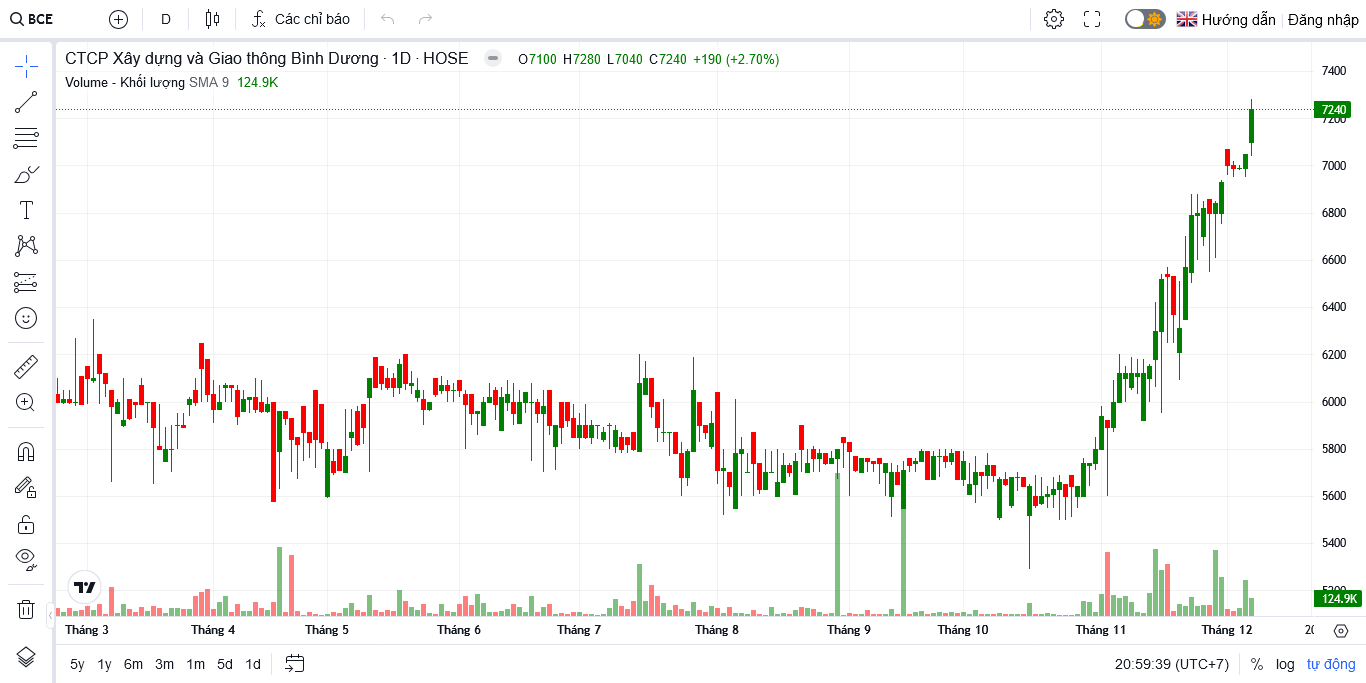 BCE D Các chỉ báo Hướng dẫn Đăng nhập
CTCP Xây dựng và Giao thông Bình Dương · 1D · HOSE O7100 H7280 L7040 C7240 +190 (+2.70%)
Volume - Khối lượng SMA 9 124.9K
7400
7240
7200
7000
6800
6600
6400
6200
6000
5800
5600
5400
5200
124.9K
Tháng 3 Tháng 4 Tháng 5 Tháng 6 Tháng 7 Tháng 8 Tháng 9 Tháng 10 Tháng 11 Tháng 12
5y 1y 6m 3m 1m 5d 1d 20:59:39 (UTC+7) % log tự động